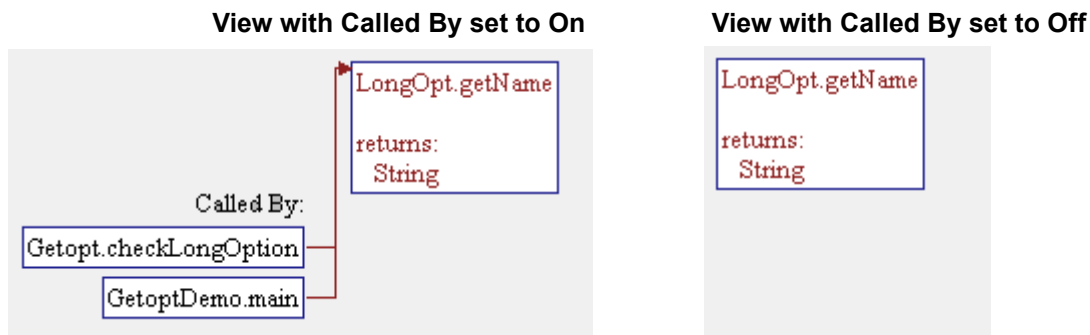 View with Called By set to On
LongOpt.getName
returns:
String
Called By:
Getopt.checkLongOption
GetoptDemo.main
View with Called By set to Off
LongOpt.getName
returns:
String